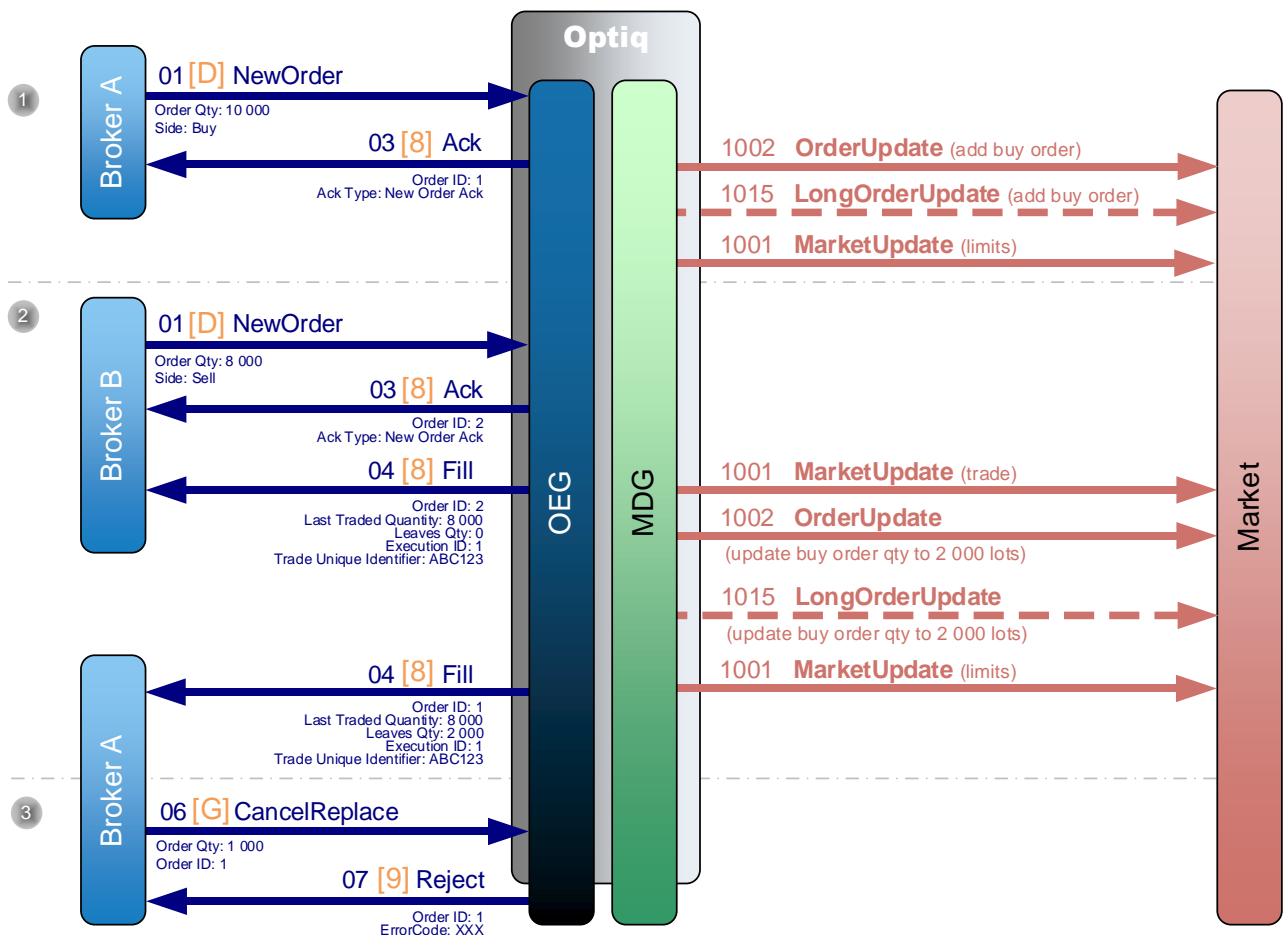 Optiq
1
Broker A
01 [D] NewOrder
Order Qty: 10 000
Side: Buy
03 [8] Ack
Order ID: 1
Ack Type: New Order Ack
1002 OrderUpdate (add buy order)
1015 LongOrderUpdate (add buy order)
1001 MarketUpdate (limits)
2
Broker B
01 [D] NewOrder
Order Qty: 8 000
Side: Sell
03 [8] Ack
Order ID: 2
Ack Type: New Order Ack
04 [8] Fill
Order ID: 2
Last Traded Quantity: 8 000
Leaves Qty: 0
Execution ID: 1
Trade Unique Identifier: ABC123
OEG
MDG
1001 MarketUpdate (trade)
1002 OrderUpdate
(update buy order qty to 2 000 lots)
1015 LongOrderUpdate
(update buy order qty to 2 000 lots)
1001 MarketUpdate (limits)
Market
Broker A
04 [8] Fill
Order ID: 1
Last Traded Quantity: 8 000
Leaves Qty: 2 000
Execution ID: 1
Trade Unique Identifier: ABC123
3
06 [G] CancelReplace
Order Qty: 1 000
Order ID: 1
07 [9] Reject
Order ID: 1
ErrorCode: XXX